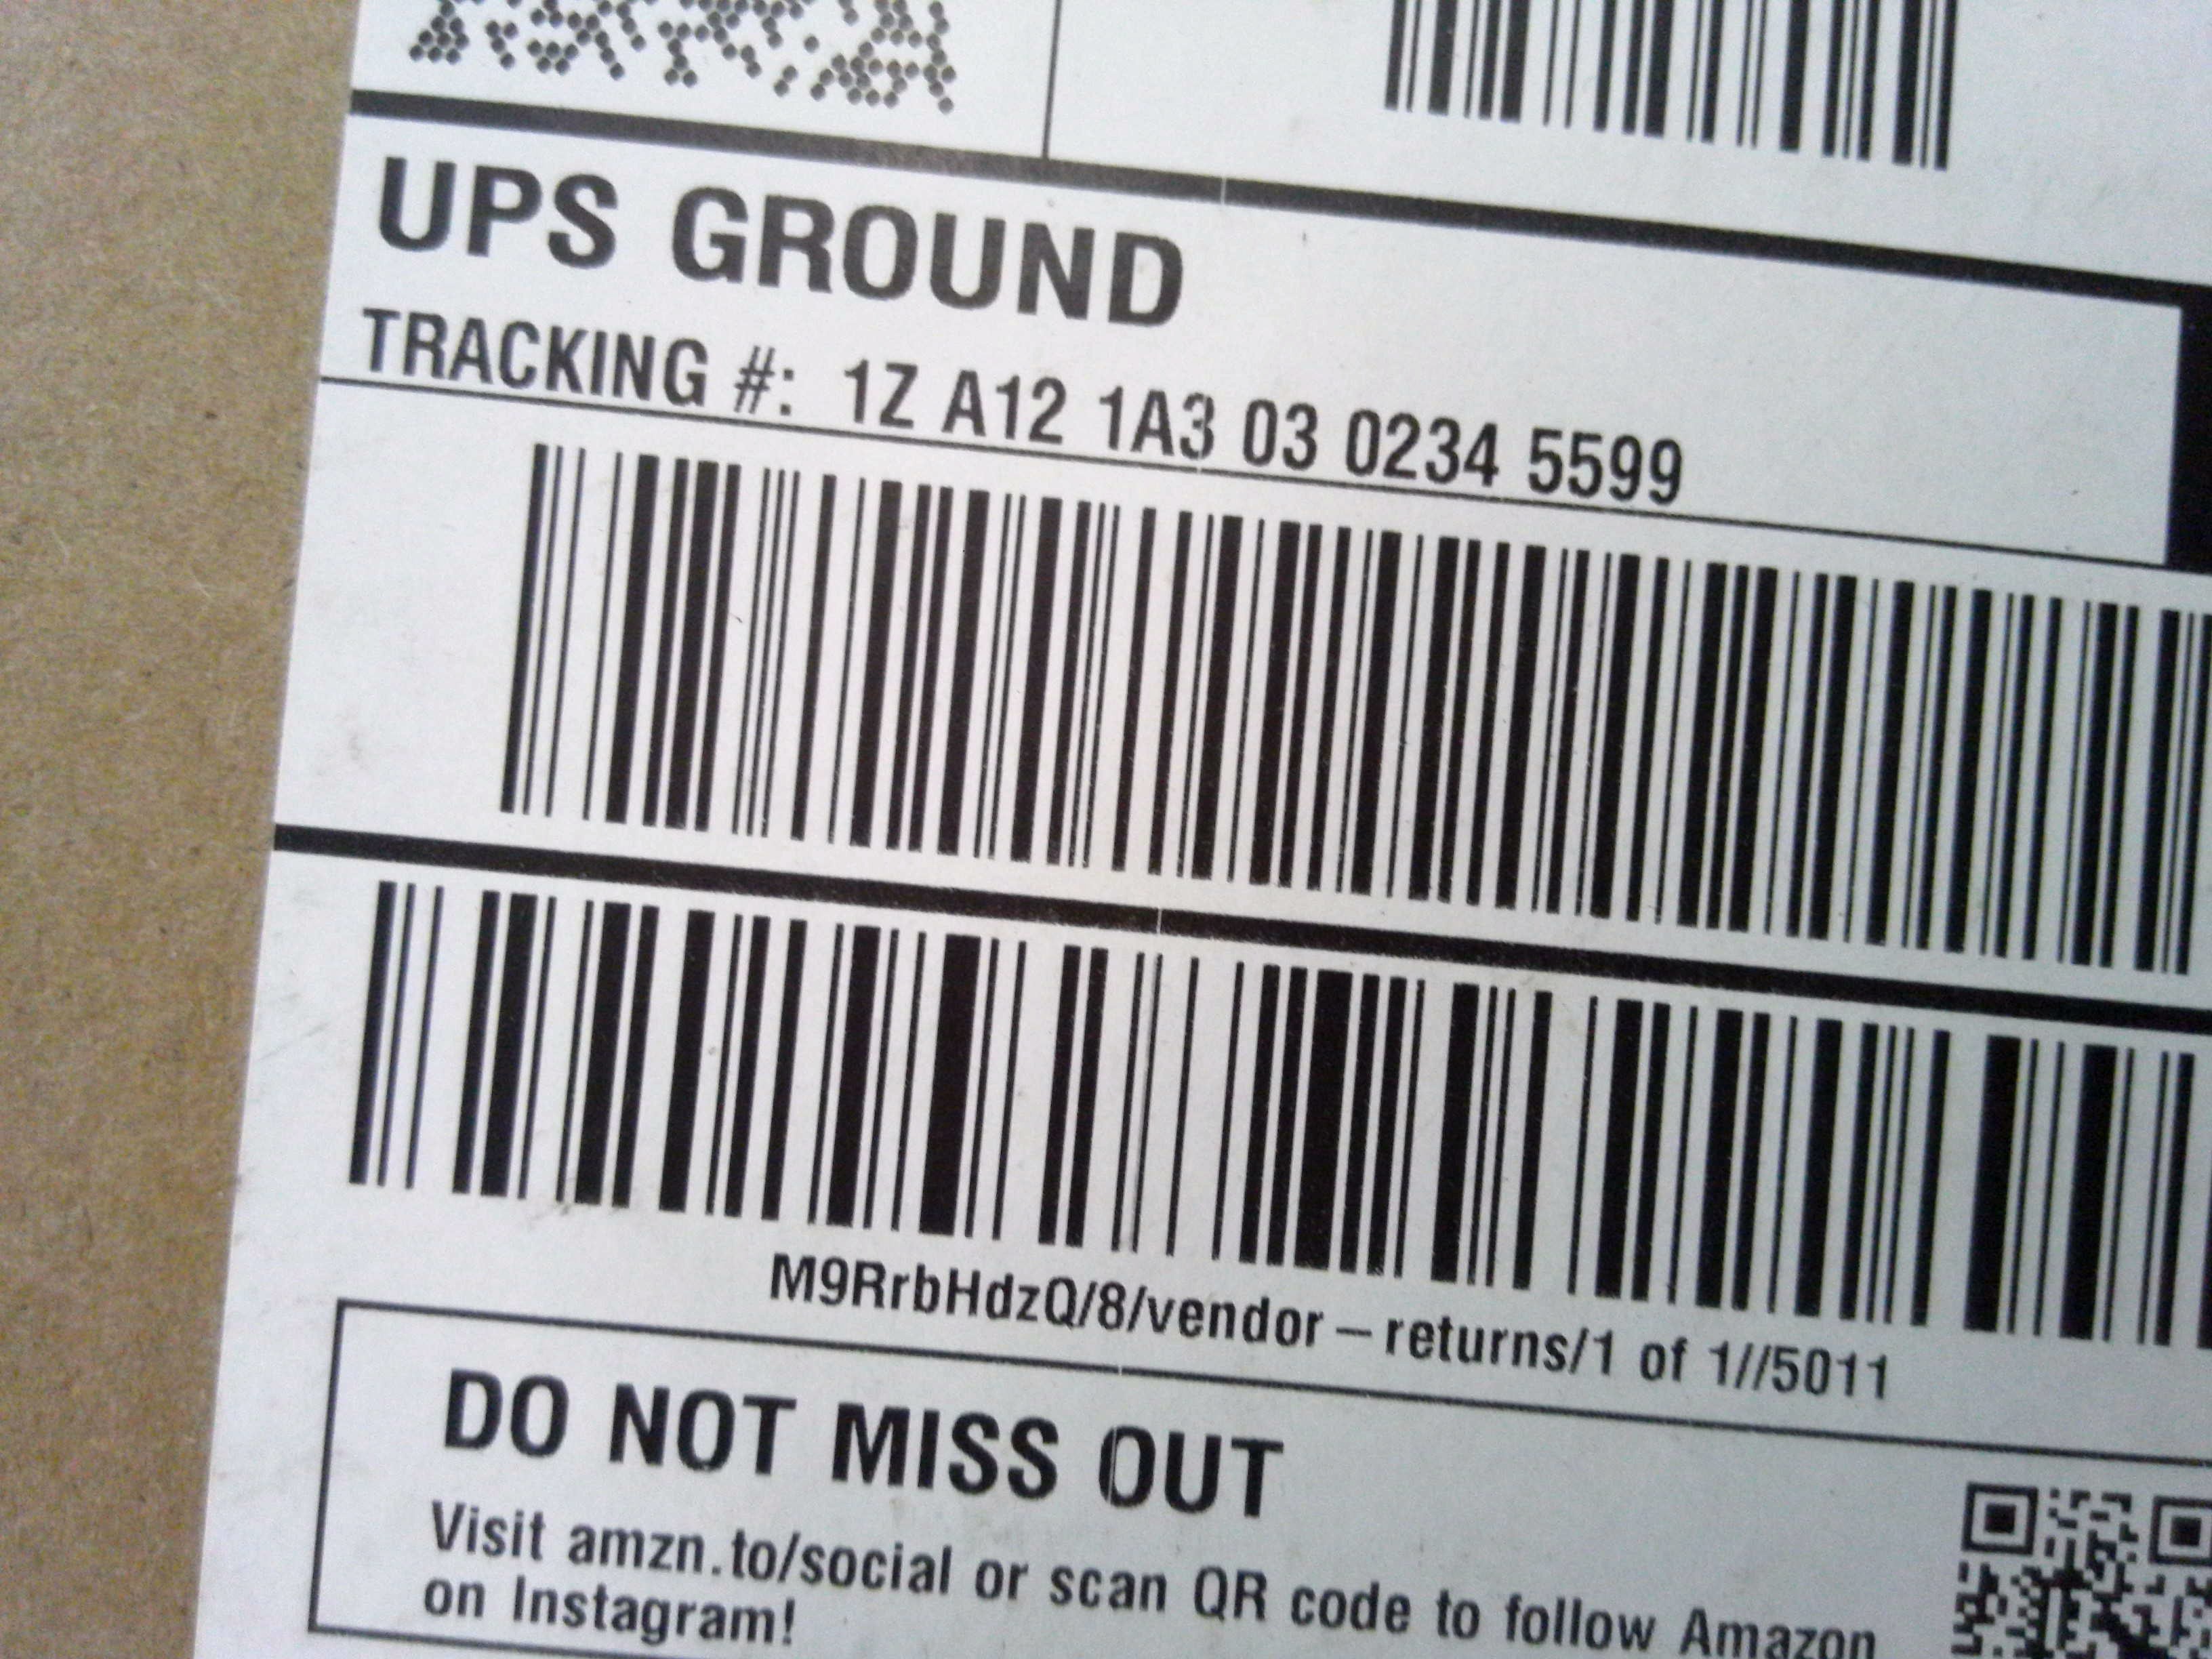 UPS GROUND
TRACKING #: 1Z A12 1A3 03 0234 5599
M9RrbHdzQ/8/vendor-returns/1 of 1//5011
DO NOT MISS OUT
Visit amzn.to/social or scan QR code to follow Amazon
on Instagram!